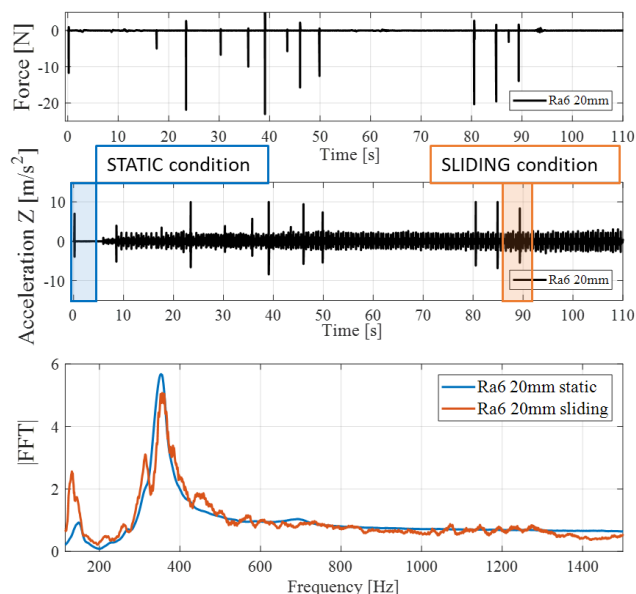 Force [N]
0
-10
-20
Ra6 20mm
0 10 20 30 40 50 60 70 80 90 100 110
Time [s]
STATIC condition
SLIDING condition
Acceleration Z [m/s²]
10
0
-10
Ra6 20mm
0 10 20 30 40 50 60 70 80 90 100 110
Time [s]
|FFT|
6
4
2
0
Ra6 20mm static
Ra6 20mm sliding
200 400 600 800 1000 1200 1400
Frequency [Hz]